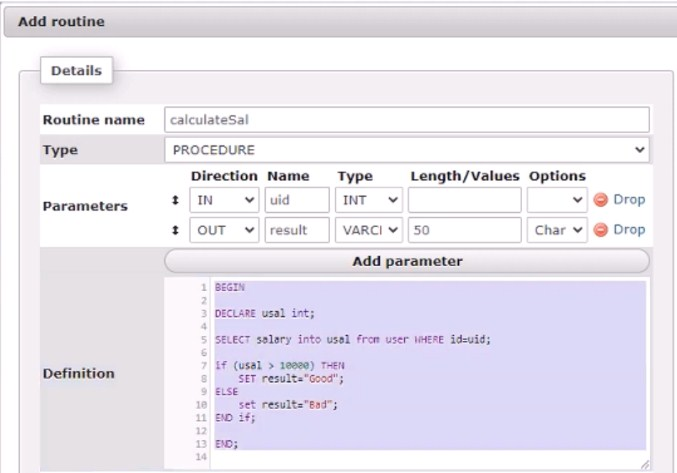 Add routine
Details
Routine name calculateSal
Type PROCEDURE
Direction Name Type Length/Values Options
Parameters
IN uid INT Drop
OUT result VARCI 50 Char Drop
Add parameter
Definition
1 BEGIN
2
3 DECLARE usal int;
4
5 SELECT salary into usal from user WHERE id=uid;
6
7 if (usal > 10000) THEN
8 SET result="Good";
9 ELSE
10 set result="Bad";
11 END if;
12
13 END;
14